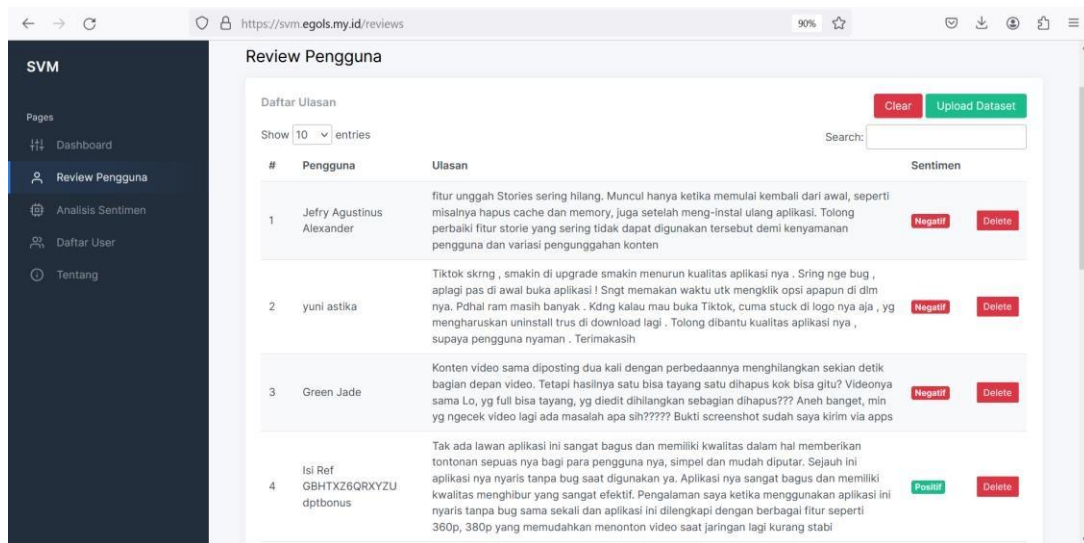 https://svm.egols.my.id/reviews
90%
SVM
Pages
Dashboard
Review Pengguna
Analisis Sentimen
Daftar User
Tentang
Review Pengguna
Daftar Ulasan
Clear
Upload Dataset
Show 10 entries
Search:
# Pengguna Ulasan Sentimen
1
Jefry Agustinus
Alexander
fitur unggah Stories sering hilang. Muncul hanya ketika memulai kembali dari awal, seperti
misalnya hapus cache dan memory, juga setelah meng-instal ulang aplikasi. Tolong
perbaiki fitur storie yang sering tidak dapat digunakan tersebut demi kenyamanan
pengguna dan variasi pengunggahan konten
Negatif
Delete
2
yuni astika
Tiktok skrng , smakin di upgrade smakin menurun kualitas aplikasi nya . Sring nge bug ,
aplagi pas di awal buka aplikasi ! Sngt memakan waktu utk mengklik opsi apapun di dlm
nya. Pdhal ram masih banyak . Kdng kalau mau buka Tiktok, cuma stuck di logo nya aja , yg
mengharuskan uninstall trus di download lagi . Tolong dibantu kualitas aplikasi nya ,
supaya pengguna nyaman . Terimakasih
Negatif
Delete
3
Green Jade
Konten video sama diposting dua kali dengan perbedaannya menghilangkan sekian detik
bagian depan video. Tetapi hasilnya satu bisa tayang satu dihapus kok bisa gitu? Videonya
sama Lo, yg full bisa tayang, yg diedit dihilangkan sebagian dihapus??? Aneh banget, min
yg ngecek video lagi ada masalah apa sih????? Bukti screenshot sudah saya kirim via apps
Negatif
Delete
4
Isi Ref
GBHTXZ6QRXYZU
dptbonus
Tak ada lawan aplikasi ini sangat bagus dan memiliki kwalitas dalam hal memberikan
tontonan sepuas nya bagi para pengguna nya, simpel dan mudah diputar. Sejauh ini
aplikasi nya nyaris tanpa bug saat digunakan ya. Aplikasi nya sangat bagus dan memiliki
kwalitas menghibur yang sangat efektif. Pengalaman saya ketika menggunakan aplikasi ini
nyaris tanpa bug sama sekali dan aplikasi ini dilengkapi dengan berbagai fitur seperti
360p, 380p yang memudahkan menonton video saat jaringan lagi kurang stabi
Positif
Delete